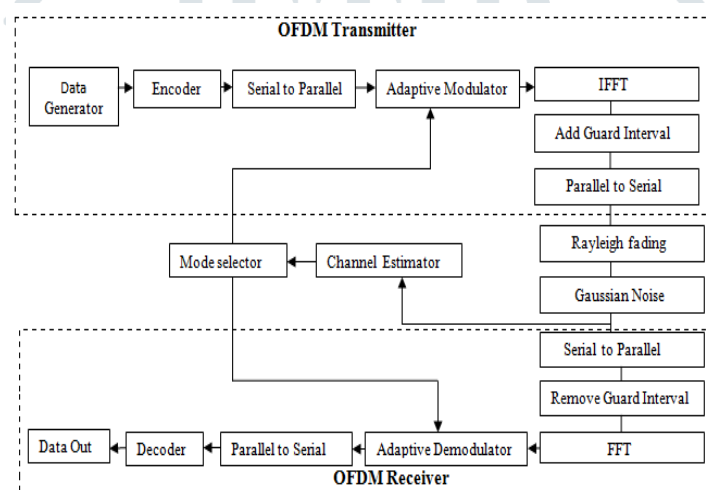 OFDM Transmitter
Data
Generator
Encoder
Serial to Parallel
Adaptive Modulator
IFFT
Add Guard Interval
Parallel to Serial
Rayleigh fading
Mode selector
Channel Estimator
Gaussian Noise
Serial to Parallel
Remove Guard Interval
Data Out
Decoder
Parallel to Serial
Adaptive Demodulator
FFT
OFDM Receiver